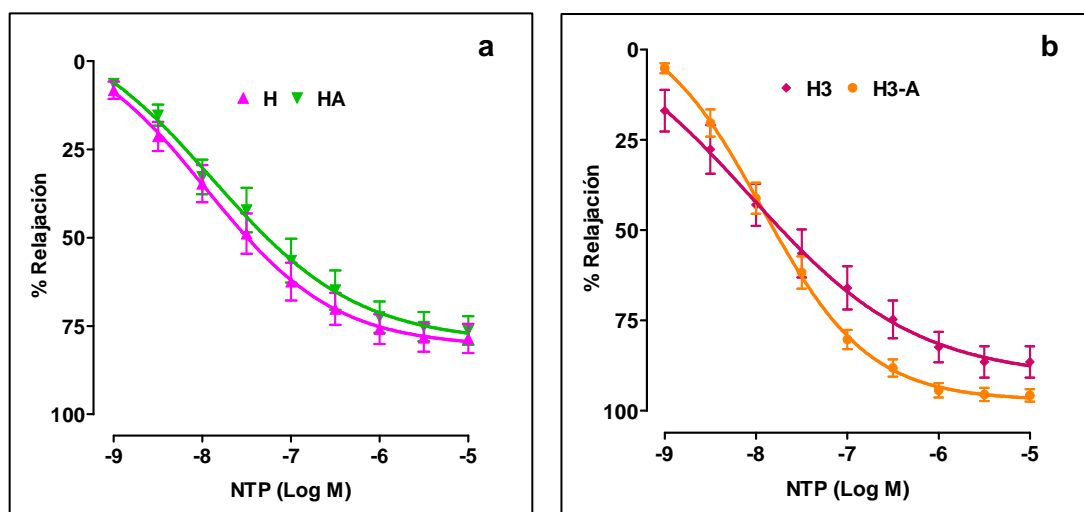 a
0
25
50
75
100
% Relajación
H HA
-9 -8 -7 -6 -5
NTP (Log M)
b
0
25
50
75
100
% Relajación
H3 H3-A
-9 -8 -7 -6 -5
NTP (Log M)